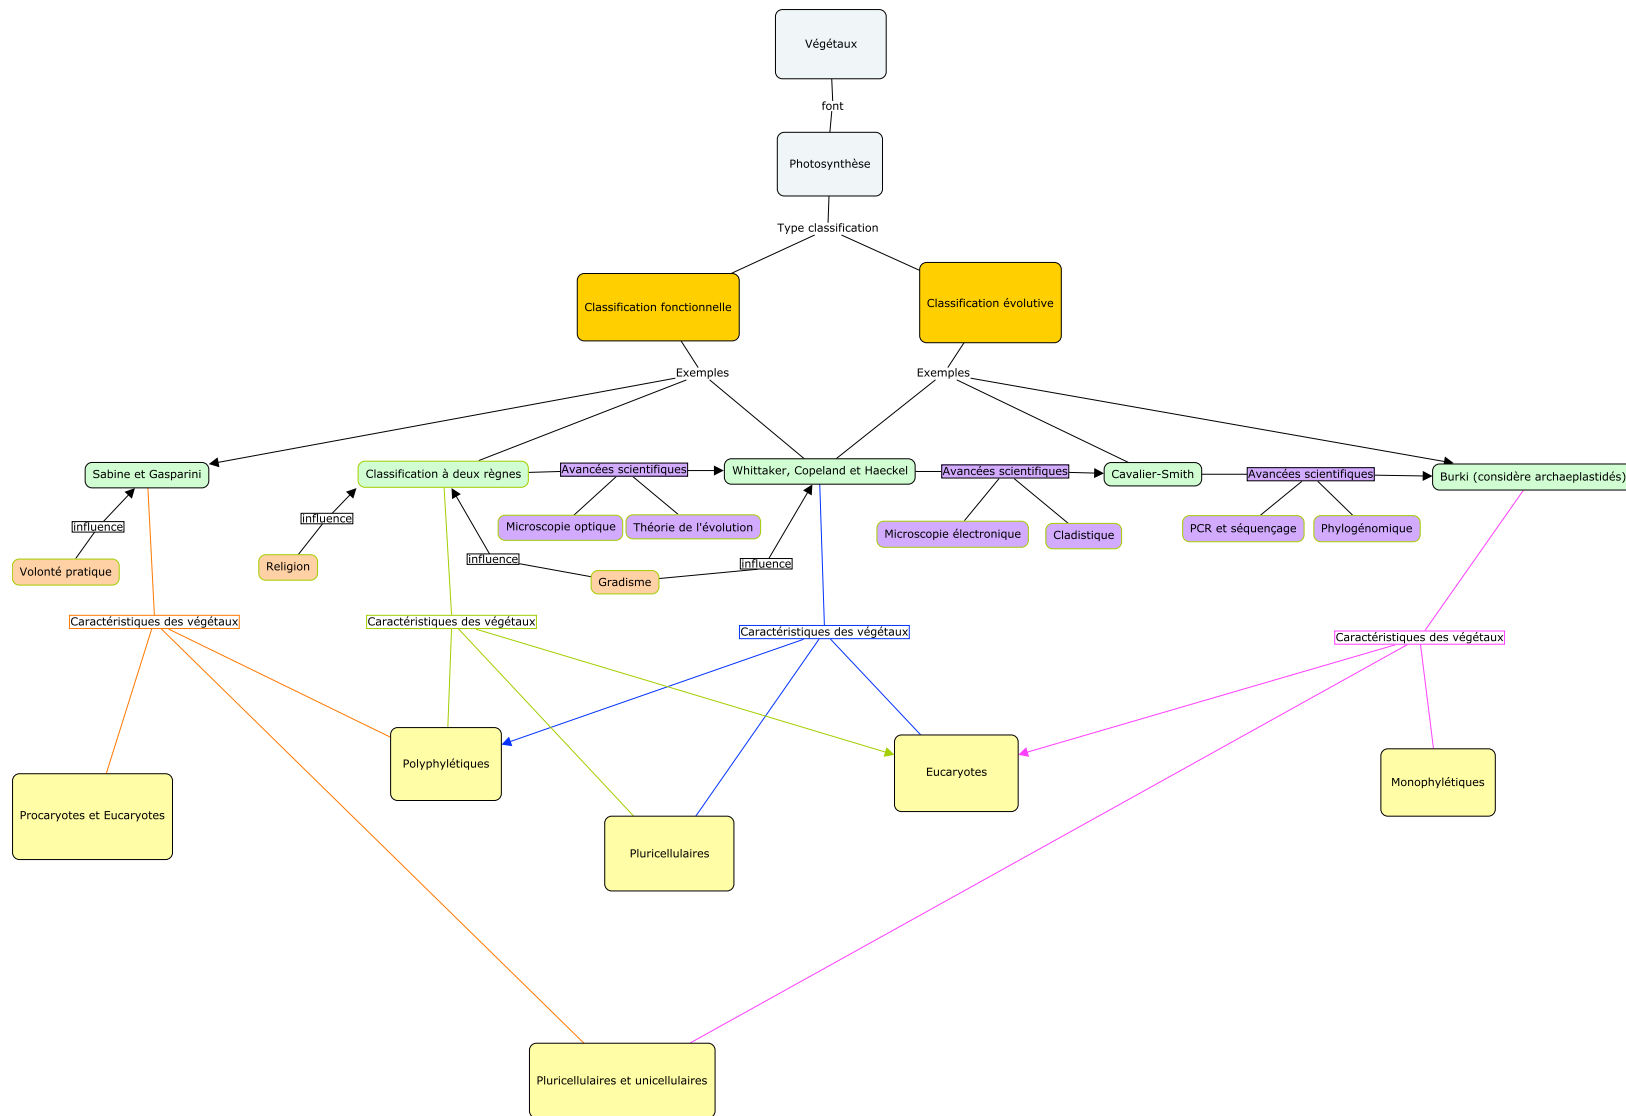 Végétaux
font
Photosynthèse
Type classification
Classification fonctionnelle
Classification évolutive
Exemples
Exemples
Sabine et Gasparini
Classification à deux règnes
Avancées scientifiques
Whittaker, Copeland et Haeckel
Avancées scientifiques
Cavalier-Smith
Avancées scientifiques
Burki (considère archaeplastidés)
influence
influence
Microscopie optique
Théorie de l'évolution
Microscopie électronique
Cladistique
PCR et séquençage
Phylogénomique
Volonté pratique
Religion
influence
Gradisme
influence
Caractéristiques des végétaux
Caractéristiques des végétaux
Caractéristiques des végétaux
Caractéristiques des végétaux
Procaryotes et Eucaryotes
Polyphylétiques
Pluricellulaires
Eucaryotes
Monophylétiques
Pluricellulaires et unicellulaires